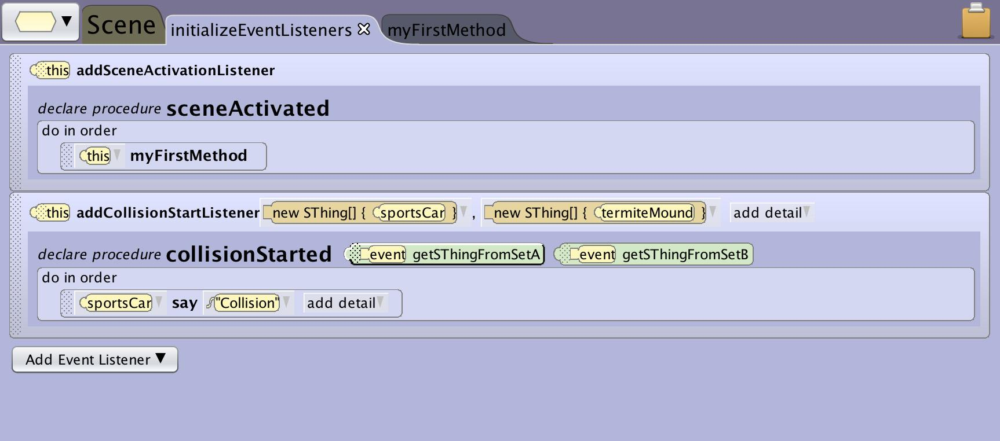 Scene initializeEventListeners myFirstMethod
this addSceneActivationListener
declare procedure sceneActivated
do in order
this myFirstMethod
this addCollisionStartListener new SThing[] { sportsCar } , new SThing[] { termiteMound } add detail
declare procedure collisionStarted event getSThingFromSetA event getSThingFromSetB
do in order
sportsCar say "Collision" add detail
Add Event Listener